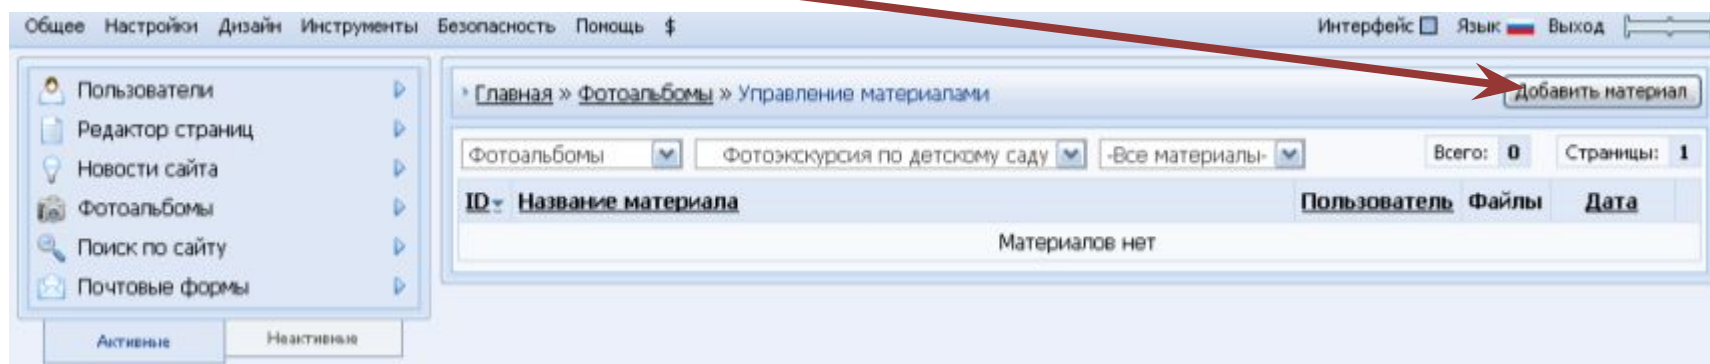 Общее Настройки Дизайн Инструменты Безопасность Помощь $ Интерфейс Язык Выход
Пользователи
Редактор страниц
Новости сайта
Фотоальбомы
Поиск по сайту
Почтовые формы
Активные Неактивные
Главная » Фотоальбомы » Управление материалами Добавить материал
Фотоальбомы Фотоэкскурсия по детскому саду -Все материалы- Всего: 0 Страницы: 1
ID Название материала Пользователь Файлы Дата
Материалов нет